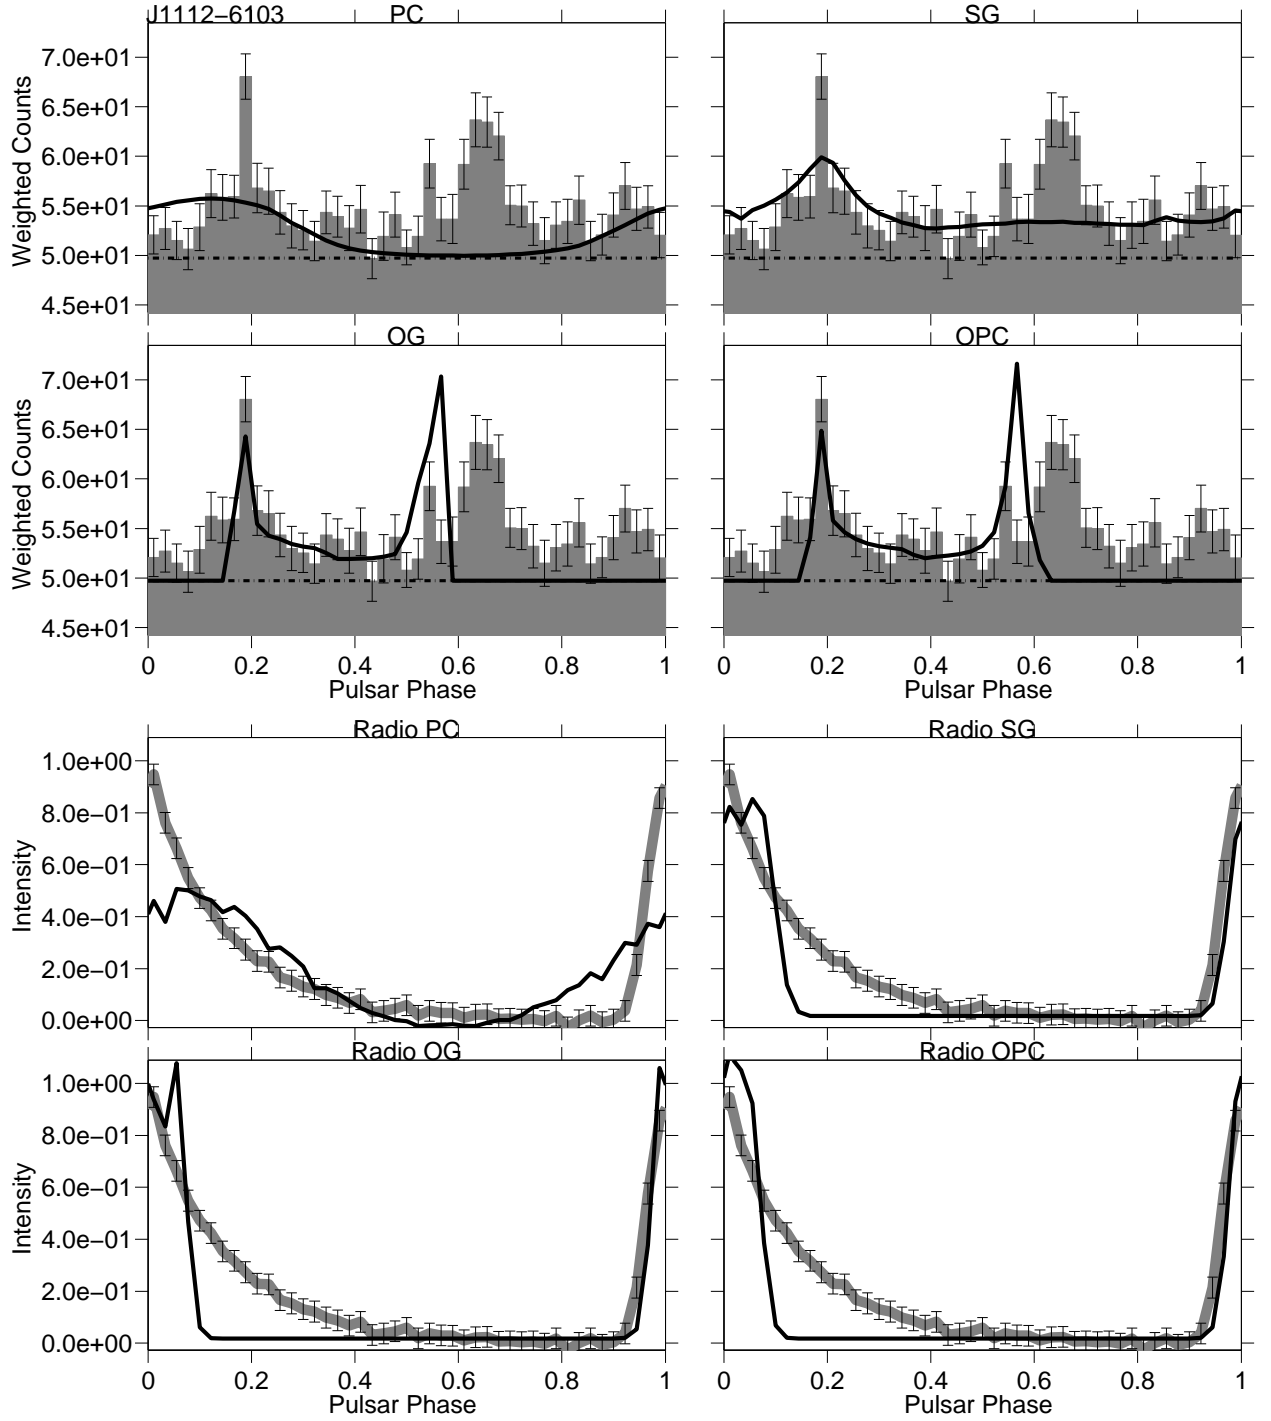 J1112−6103 PC SG
7.0e+01
6.5e+01
6.0e+01
5.5e+01
5.0e+01
4.5e+01
Weighted Counts
OG OPC
7.0e+01
6.5e+01
6.0e+01
5.5e+01
5.0e+01
4.5e+01
Weighted Counts
0 0.2 0.4 0.6 0.8 1 0 0.2 0.4 0.6 0.8 1
Pulsar Phase Pulsar Phase
Radio PC Radio SG
1.0e+00
8.0e−01
6.0e−01
4.0e−01
2.0e−01
0.0e+00
Intensity
Radio OG Radio OPC
1.0e+00
8.0e−01
6.0e−01
4.0e−01
2.0e−01
0.0e+00
Intensity
0 0.2 0.4 0.6 0.8 1 0 0.2 0.4 0.6 0.8 1
Pulsar Phase Pulsar Phase